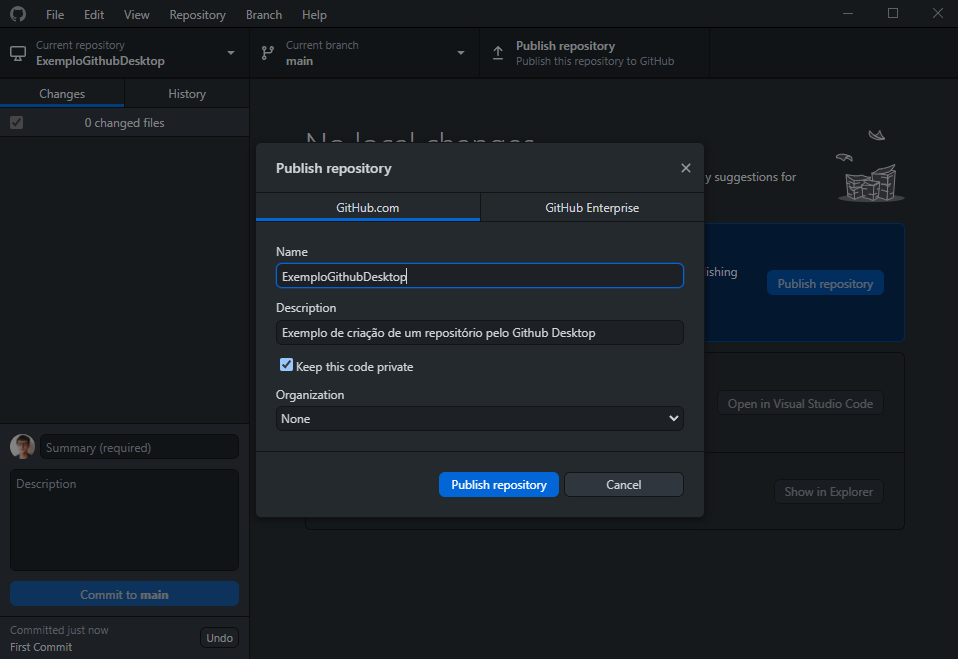 File Edit View Repository Branch Help
Current repository
ExemploGithubDesktop
Current branch
main
Publish repository
Publish this repository to GitHub
Changes History
0 changed files
No local changes
y suggestions for
ishing
Publish repository
Open in Visual Studio Code
Show in Explorer
Publish repository
GitHub.com GitHub Enterprise
Name
ExemploGithubDesktop
Description
Exemplo de criação de um repositório pelo Github Desktop
Keep this code private
Organization
None
Publish repository Cancel
Summary (required)
Description
Commit to main
Committed just now
First Commit
Undo